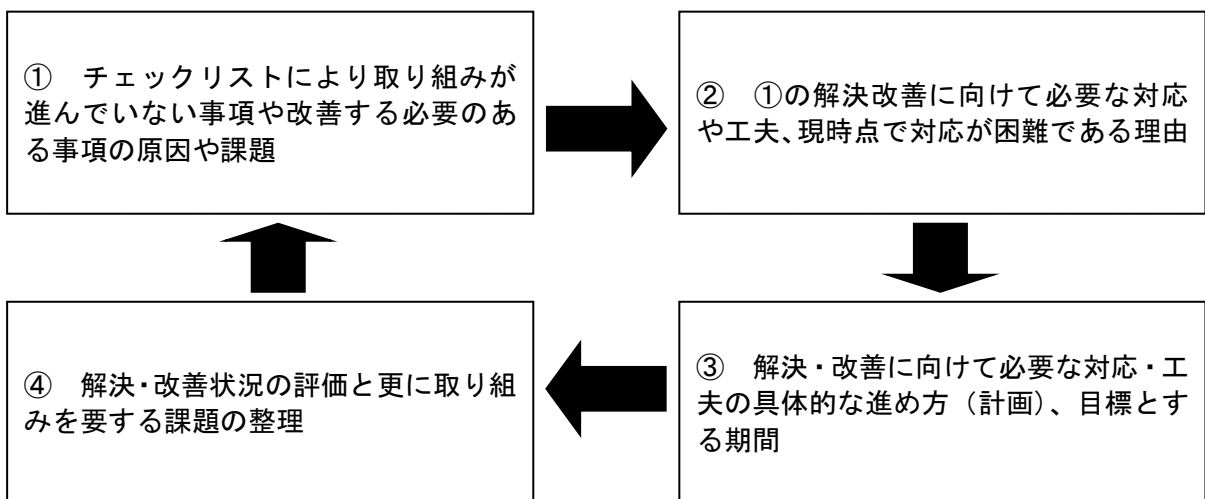 ① チェックリストにより取り組みが
進んでいない事項や改善する必要のあ
る事項の原因や課題
② ①の解決改善に向けて必要な対応
や工夫、現時点で対応が困難である理由
③ 解決・改善に向けて必要な対応・工
夫の具体的な進め方（計画）、目標とす
る期間
④ 解決・改善状況の評価と更に取り組
みを要する課題の整理